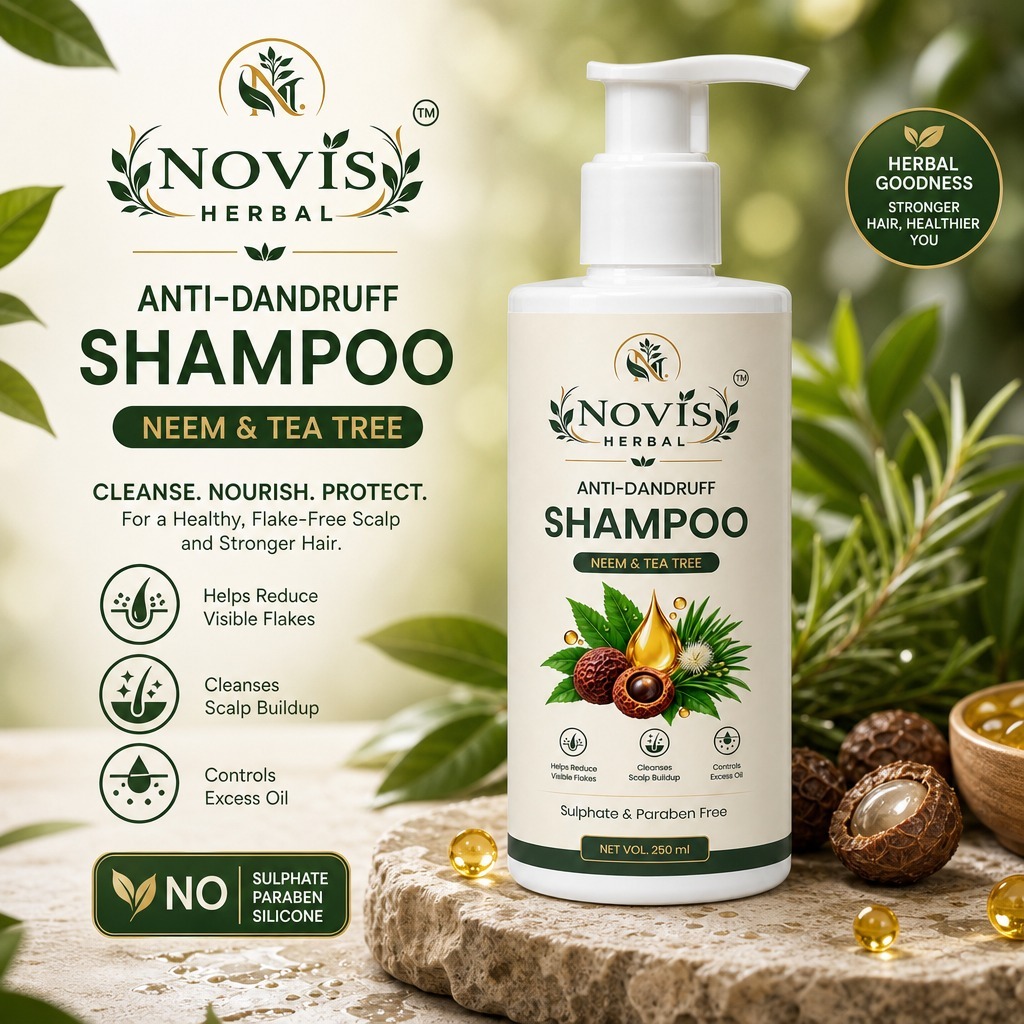 N
TM
NOVIS
HERBAL
ANTI-DANDRUFF
SHAMPOO
NEEM & TEA TREE
CLEANSE. NOURISH. PROTECT.
For a Healthy, Flake-Free Scalp
and Stronger Hair.
Helps Reduce
Visible Flakes
Cleanses
Scalp Buildup
Controls
Excess Oil
NO
SULPHATE
PARABEN
SILICONE
HERBAL
GOODNESS
STRONGER
HAIR, HEALTHIER
YOU
N
TM
NOVIS
HERBAL
ANTI-DANDRUFF
SHAMPOO
NEEM & TEA TREE
Helps Reduce
Visible Flakes
Cleanses
Scalp Buildup
Controls
Excess Oil
Sulphate & Paraben Free
NET VOL. 250 ml